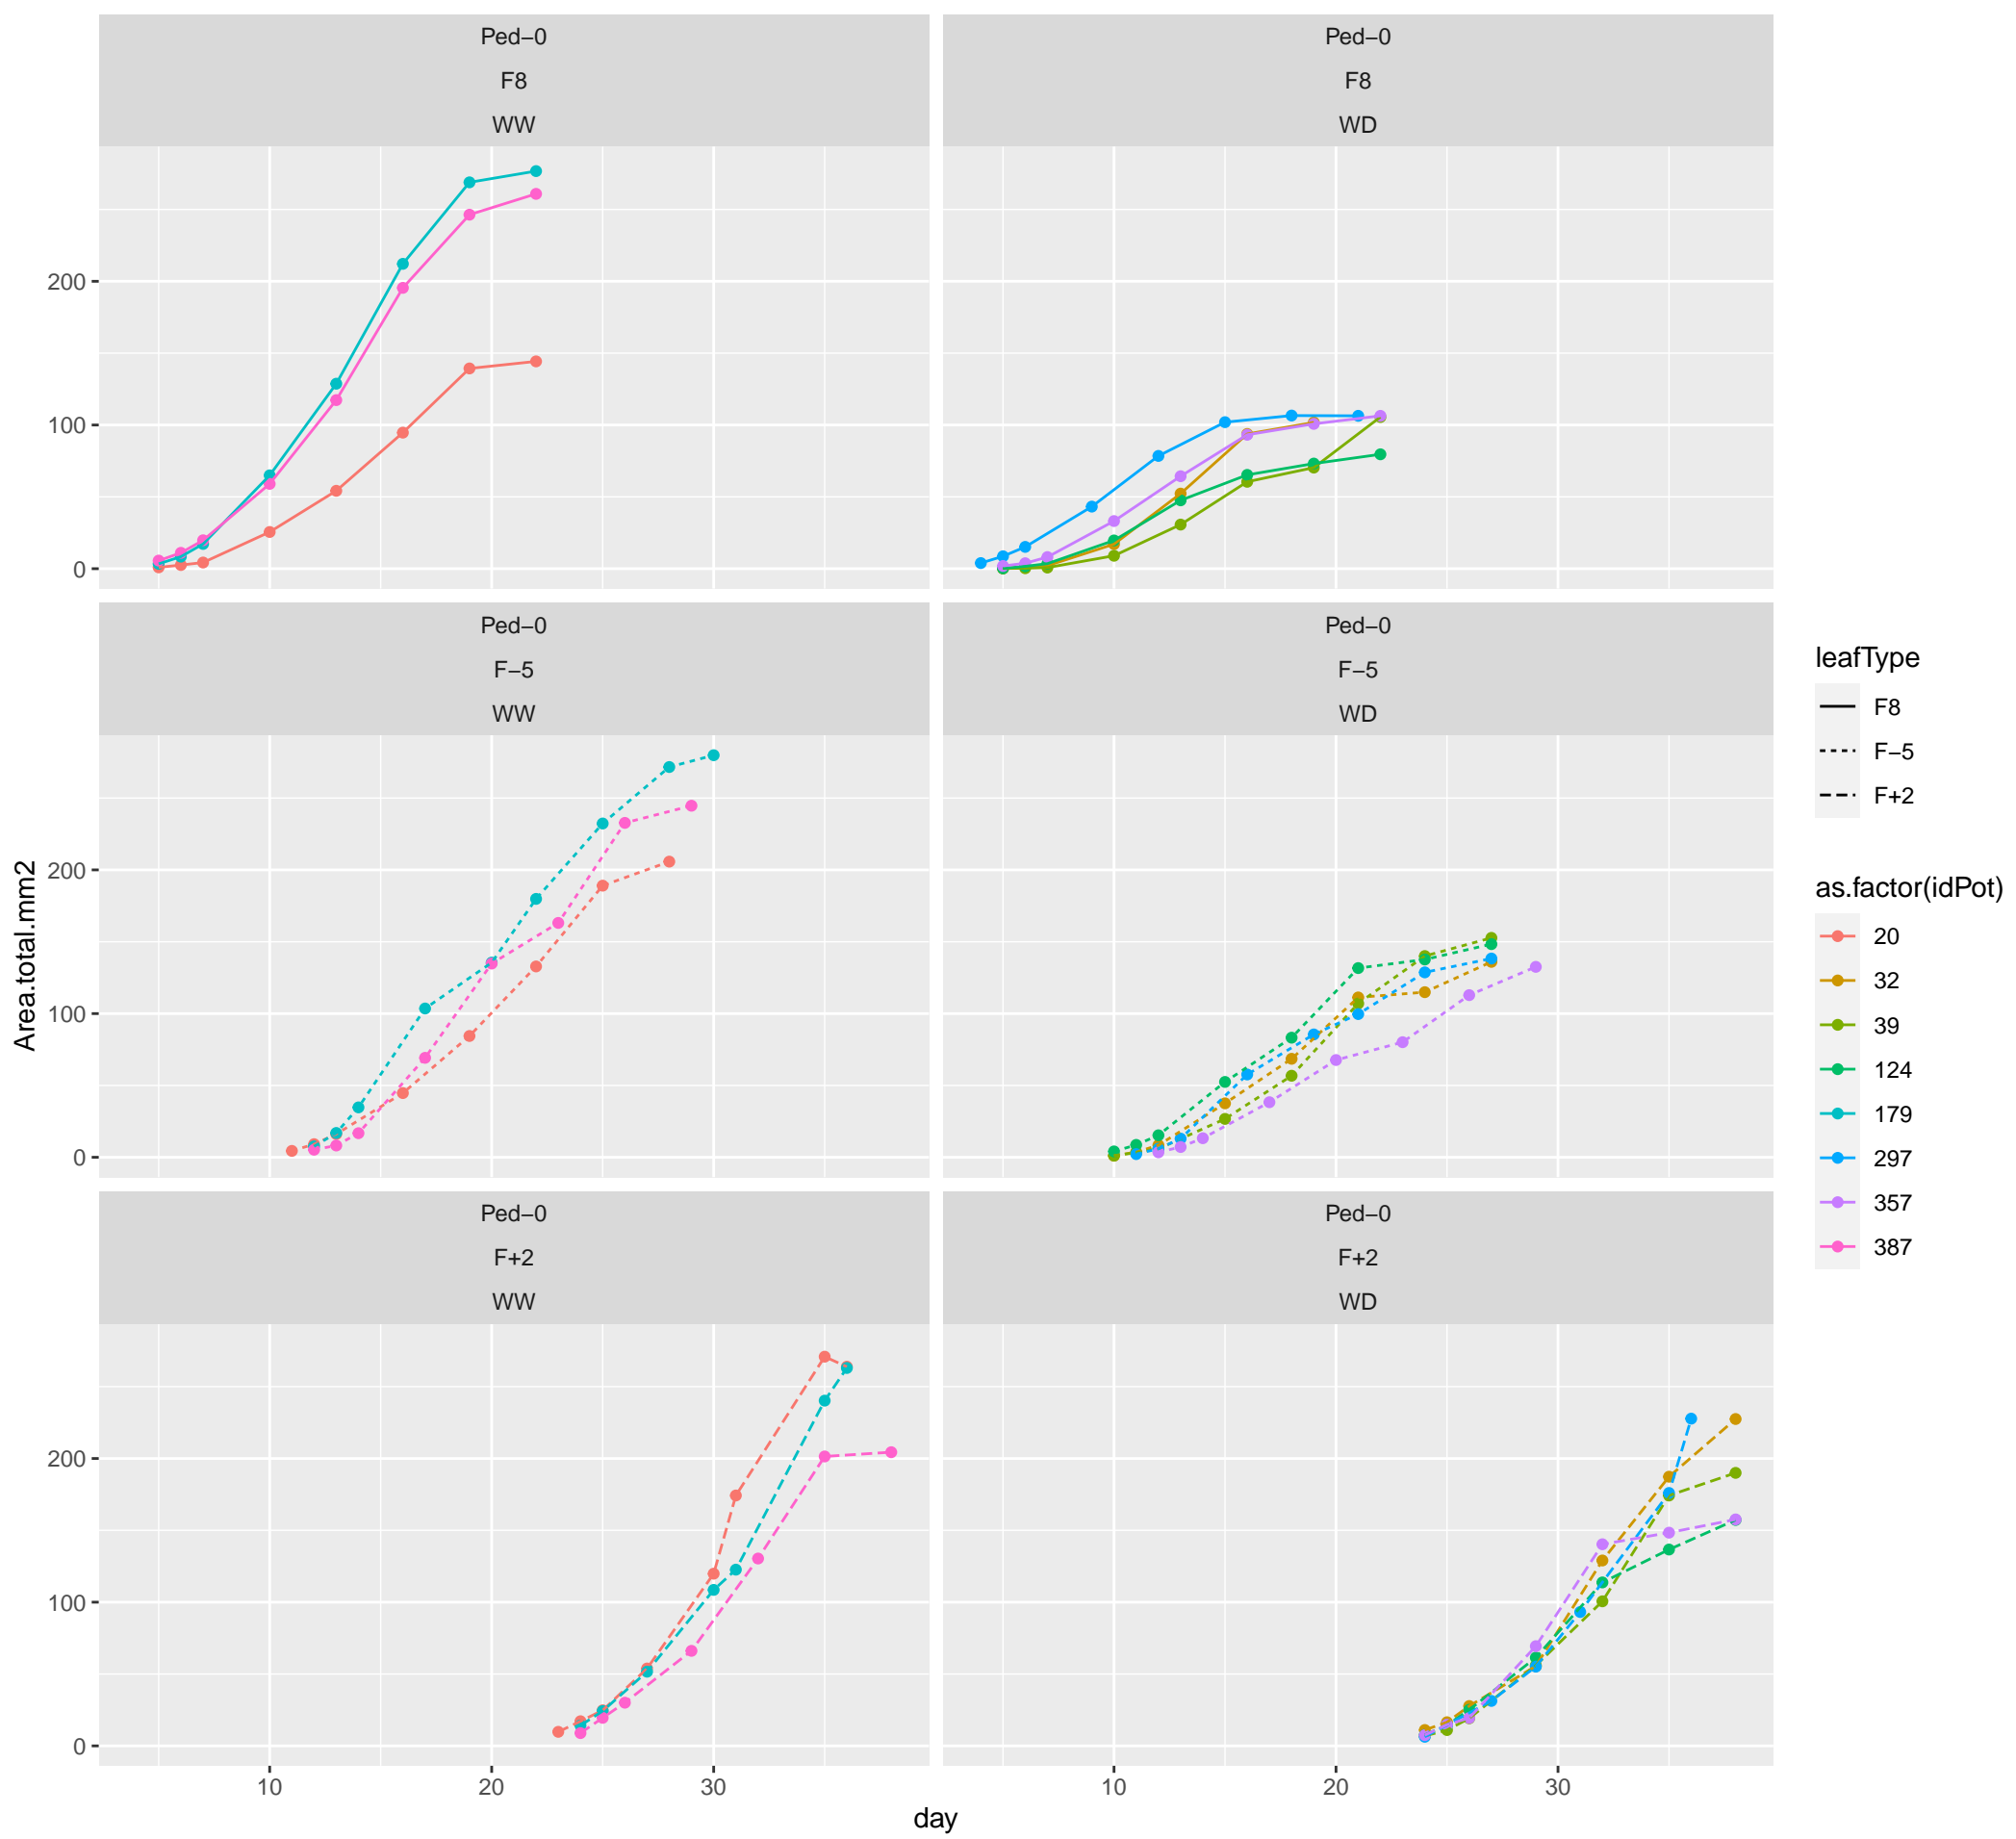 Ped−0
F8
WW
Ped−0
F8
WD
200
100
0
Ped−0
F−5
WW
Ped−0
F−5
WD
200
100
0
Ped−0
F+2
WW
Ped−0
F+2
WD
200
100
0
10
20
30
10
20
30
day
Area.total.mm2
leafType
F8
F−5
F+2
as.factor(idPot)
20
32
39
124
179
297
357
387